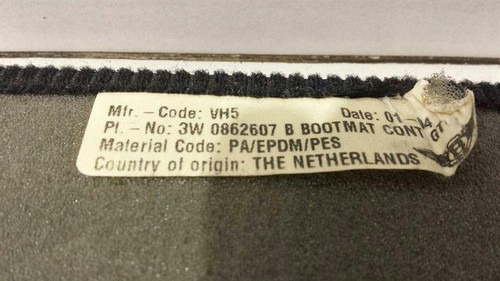 Mfr. - Code: VH5 Date: 01 - 14
Pt. - No: 3W 0862607 B BOOTMAT CONT GT
Material Code: PA/EPDM/PES
Country of origin: THE NETHERLANDS